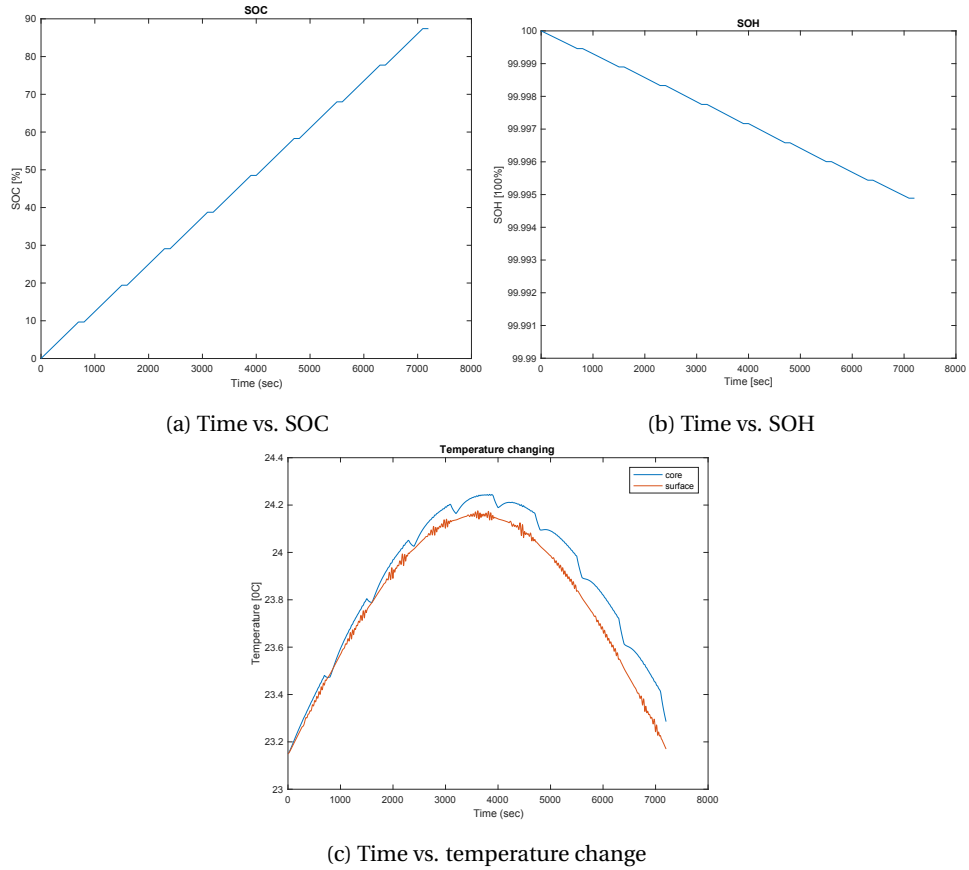 SOC
90
80
70
60
50
40
30
20
10
0
SOC [%]
0 1000 2000 3000 4000 5000 6000 7000 8000
Time (sec)
(a) Time vs. SOC
SOH
100
99.999
99.998
99.997
99.996
99.995
99.994
99.993
99.992
99.991
99.99
SOH [100%]
0 1000 2000 3000 4000 5000 6000 7000 8000
Time [sec]
(b) Time vs. SOH
Temperature changing
24.4
24.2
24
23.8
23.6
23.4
23.2
23
Temperature [0C]
core
surface
0 1000 2000 3000 4000 5000 6000 7000 8000
Time (sec)
(c) Time vs. temperature change